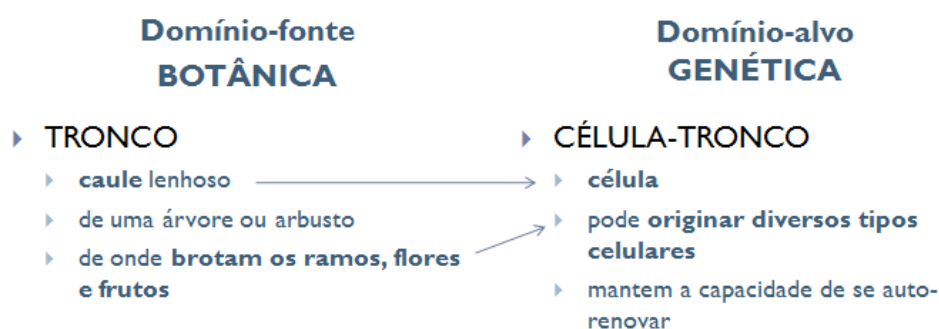 Domínio-fonte
BOTÂNICA
TRONCO
caule lenhoso
de uma árvore ou arbusto
de onde brotam os ramos, flores
e frutos
Domínio-alvo
GENÉTICA
CÉLULA-TRONCO
célula
pode originar diversos tipos
celulares
mantem a capacidade de se auto-
renovar